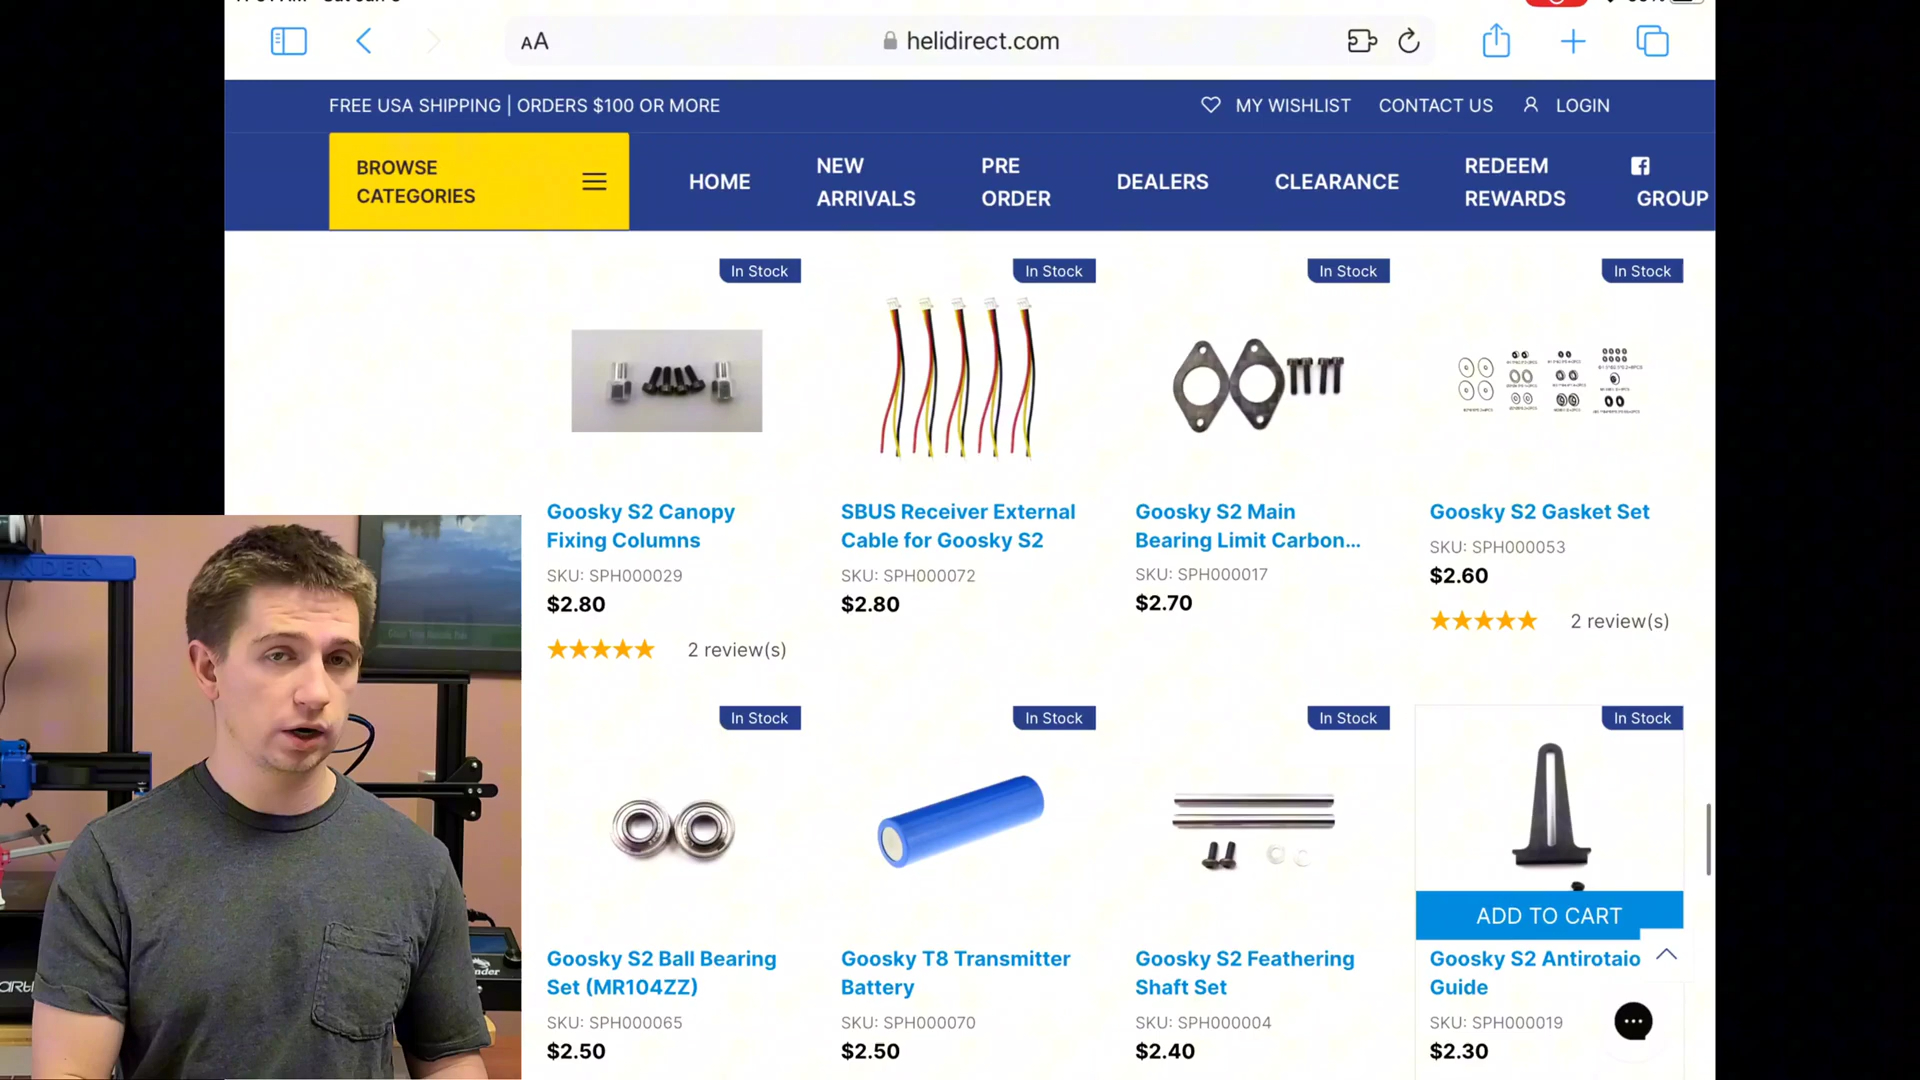 AA
helidirect.com
FREE USA SHIPPING | ORDERS $100 OR MORE
MY WISHLIST
CONTACT US
LOGIN
BROWSE
CATEGORIES
HOME
NEW
ARRIVALS
PRE
ORDER
DEALERS
CLEARANCE
REDEEM
REWARDS
GROUP
In Stock
In Stock
In Stock
In Stock
Goosky S2 Canopy
Fixing Columns
SKU: SPH000029
$2.80
2 review(s)
SBUS Receiver External
Cable for Goosky S2
SKU: SPH000072
$2.80
Goosky S2 Main
Bearing Limit Carbon...
SKU: SPH000017
$2.70
Goosky S2 Gasket Set
SKU: SPH000053
$2.60
2 review(s)
In Stock
In Stock
In Stock
In Stock
ADD TO CART
Goosky S2 Ball Bearing
Set (MR104ZZ)
SKU: SPH000065
$2.50
Goosky T8 Transmitter
Battery
SKU: SPH000070
$2.50
Goosky S2 Feathering
Shaft Set
SKU: SPH000004
$2.40
Goosky S2 Antirotaio
Guide
SKU: SPH000019
$2.30